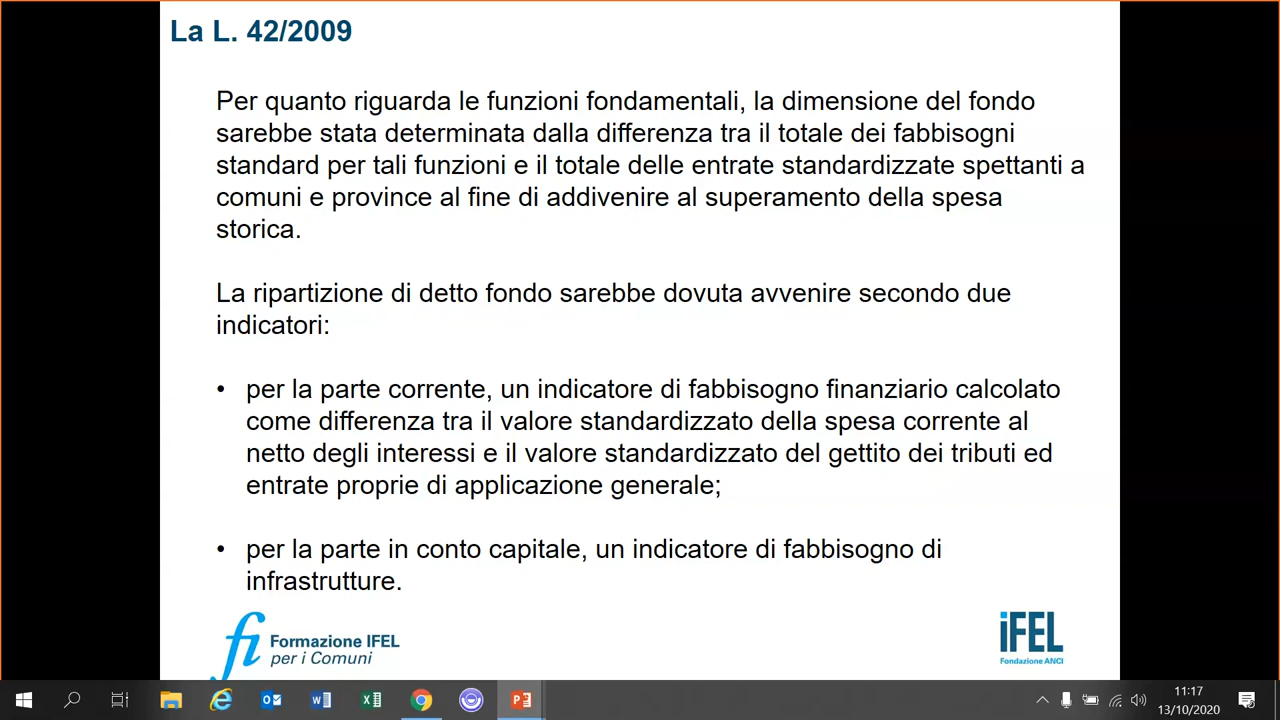 La L. 42/2009
Per quanto riguarda le funzioni fondamentali, la dimensione del fondo
sarebbe stata determinata dalla differenza tra il totale dei fabbisogni
standard per tali funzioni e il totale delle entrate standardizzate spettanti a
comuni e province al fine di addivenire al superamento della spesa
storica.
La ripartizione di detto fondo sarebbe dovuta avvenire secondo due
indicatori:
• per la parte corrente, un indicatore di fabbisogno finanziario calcolato
come differenza tra il valore standardizzato della spesa corrente al
netto degli interessi e il valore standardizzato del gettito dei tributi ed
entrate proprie di applicazione generale;
• per la parte in conto capitale, un indicatore di fabbisogno di
infrastrutture.
fi Formazione IFEL
per i Comuni
iFEL
Fondazione ANCI
11:17
13/10/2020